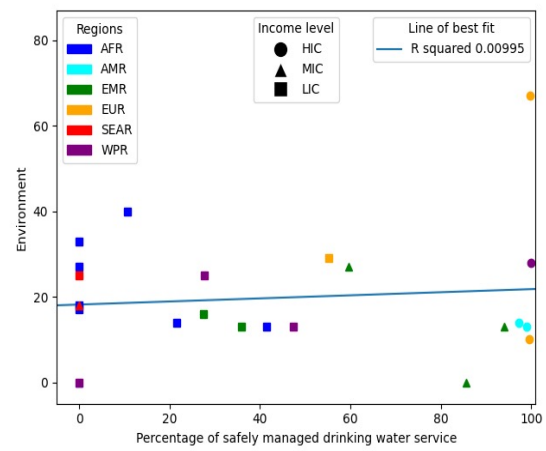 Regions
AFR
AMR
EMR
EUR
SEAR
WPR
Income level
HIC
MIC
LIC
Line of best fit
R squared 0.00995
Environment
80
60
40
20
0
0 20 40 60 80 100
Percentage of safely managed drinking water service